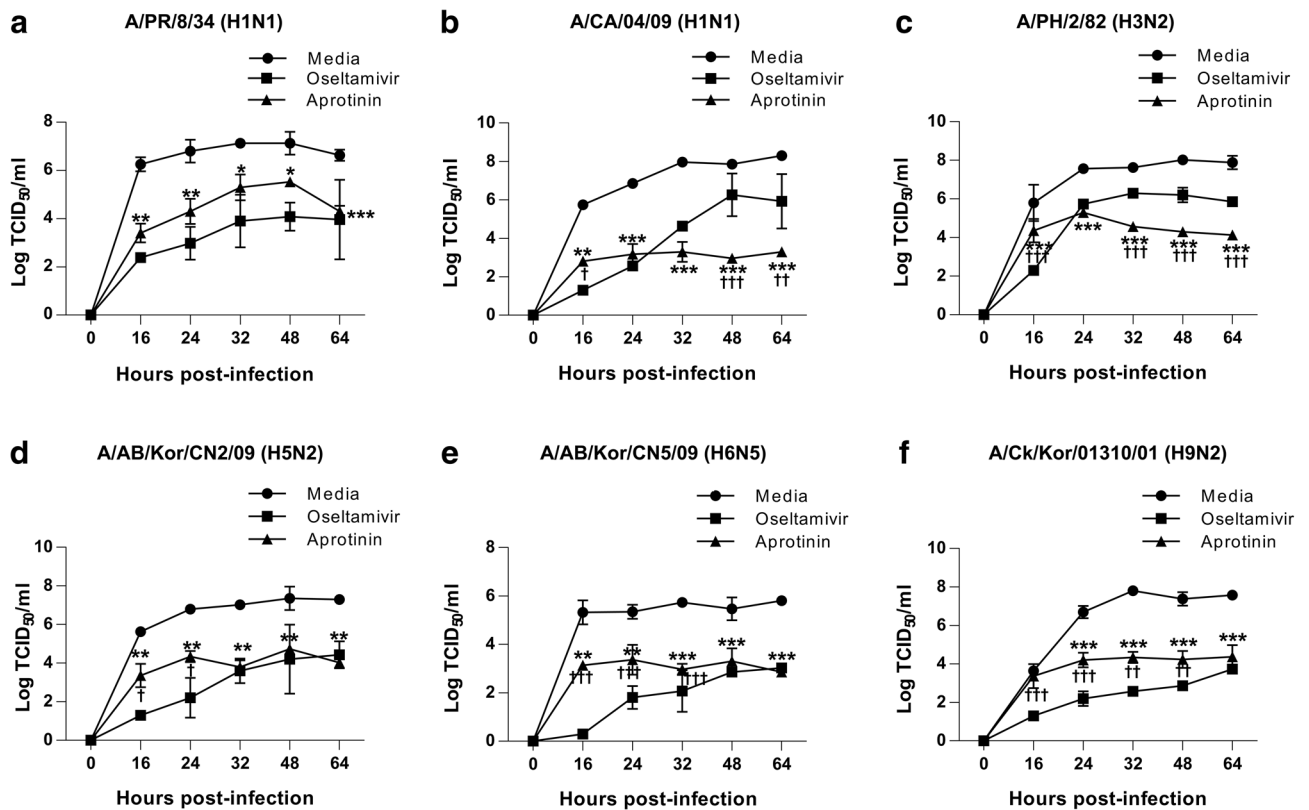 a
A/PR/8/34 (H1N1)
Media
Oseltamivir
Aprotinin
Log TCID50/ml
8
6
4
2
0
** ** * * ***
0 16 24 32 48 64
Hours post-infection
b
A/CA/04/09 (H1N1)
Media
Oseltamivir
Aprotinin
Log TCID50/ml
10
8
6
4
2
0
** *** *** *** ***
† ††† ††
0 16 24 32 48 64
Hours post-infection
c
A/PH/2/82 (H3N2)
Media
Oseltamivir
Aprotinin
Log TCID50/ml
10
8
6
4
2
0
*** *** *** *** ***
††† ††† ††† †††
0 16 24 32 48 64
Hours post-infection
d
A/AB/Kor/CN2/09 (H5N2)
Media
Oseltamivir
Aprotinin
Log TCID50/ml
10
8
6
4
2
0
** ** ** ** **
† †
0 16 24 32 48 64
Hours post-infection
e
A/AB/Kor/CN5/09 (H6N5)
Media
Oseltamivir
Aprotinin
Log TCID50/ml
8
6
4
2
0
** ** *** *** ***
††† †††
0 16 24 32 48 64
Hours post-infection
f
A/Ck/Kor/01310/01 (H9N2)
Media
Oseltamivir
Aprotinin
Log TCID50/ml
10
8
6
4
2
0
*** *** *** ***
††† ††† †† ††
0 16 24 32 48 64
Hours post-infection